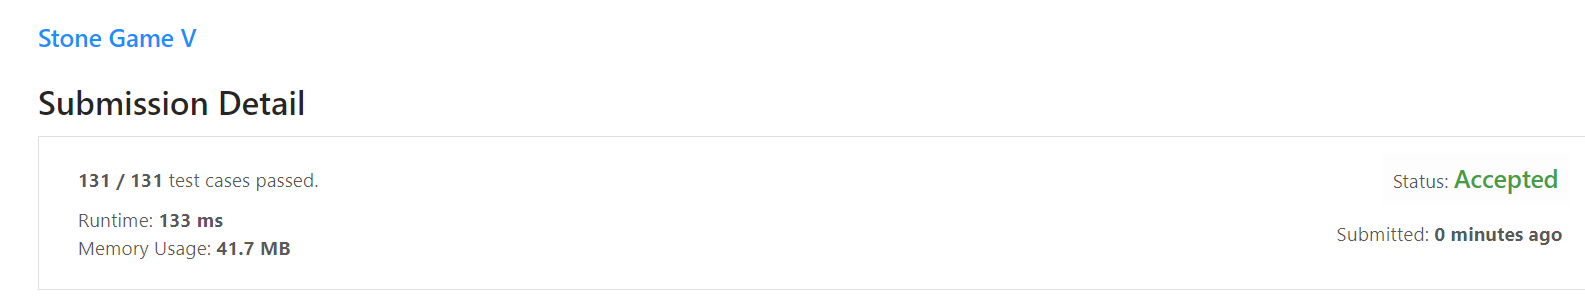 Stone Game V
Submission Detail
131 / 131 test cases passed.
Status: Accepted
Runtime: 133 ms
Submitted: 0 minutes ago
Memory Usage: 41.7 MB